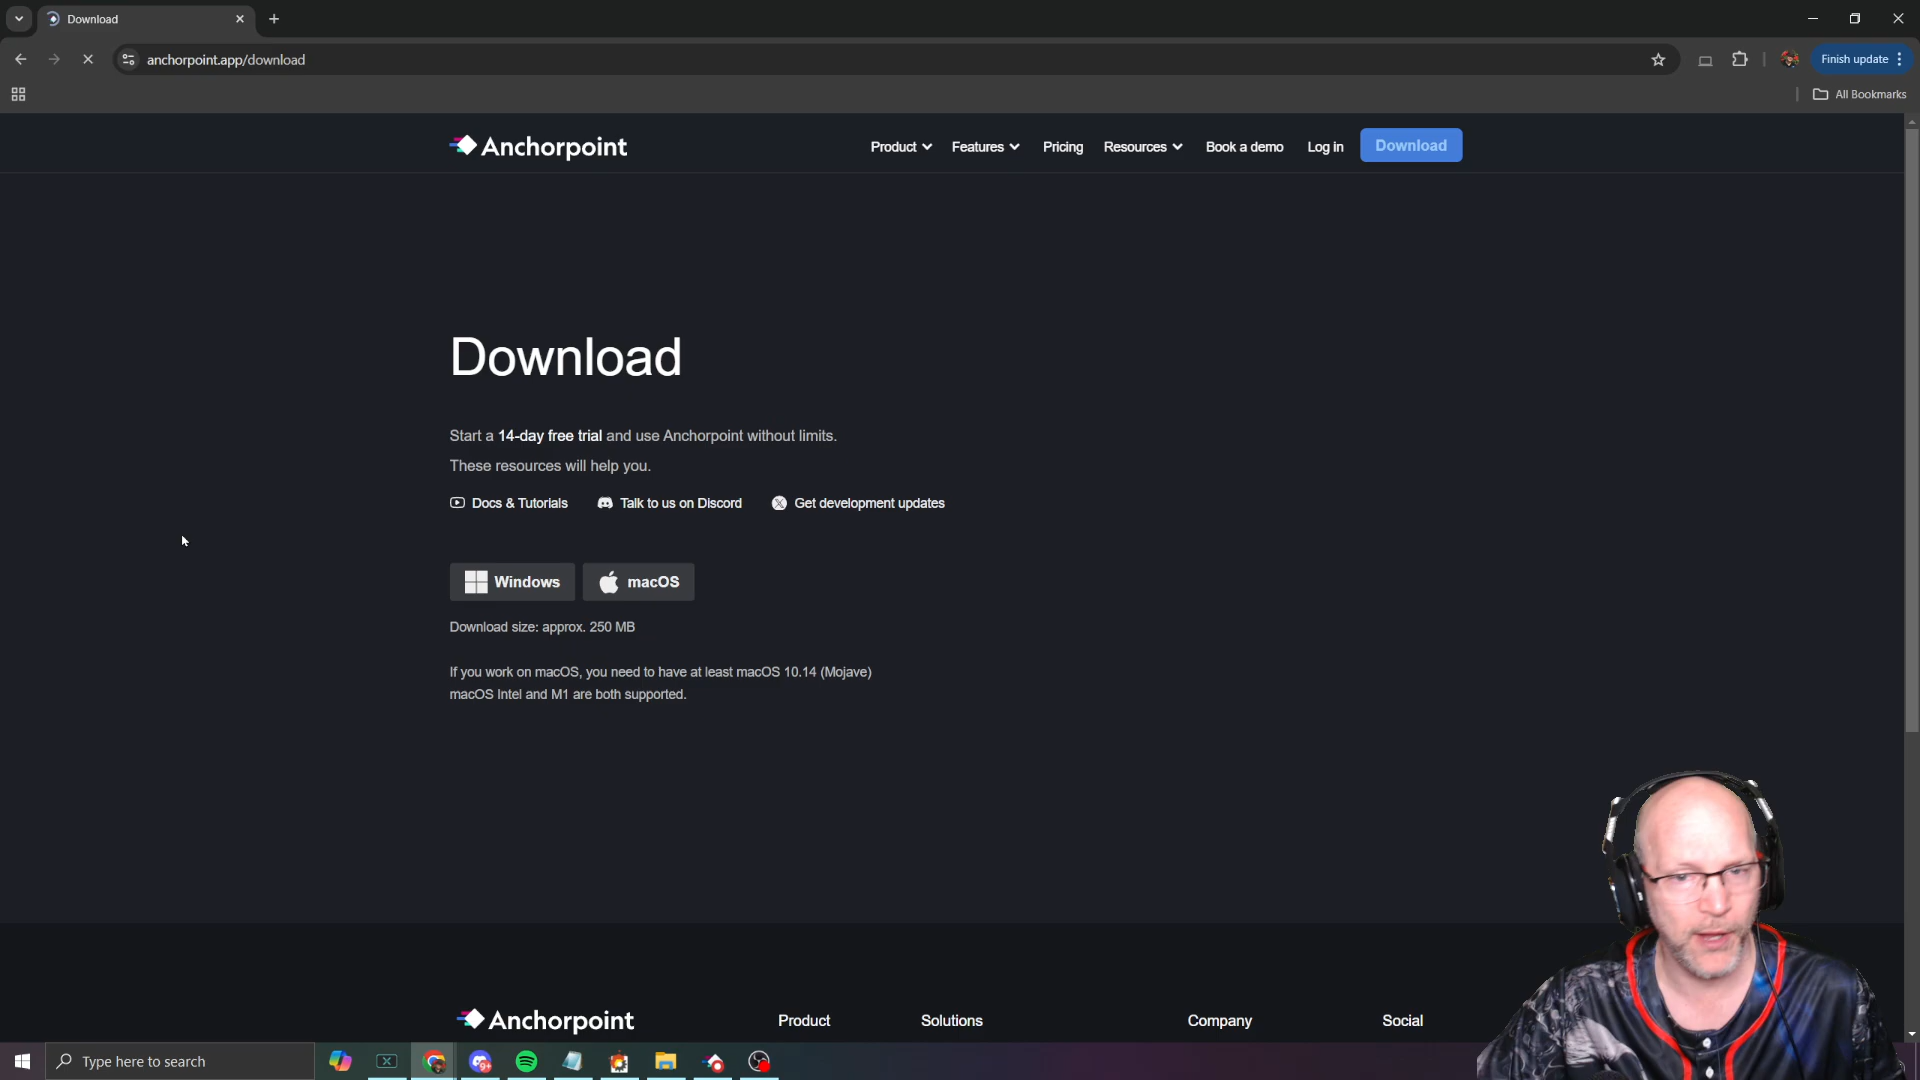 Download
anchorpoint.app/download
Finish update
All Bookmarks
Anchorpoint
Product
Features
Pricing
Resources
Book a demo
Log in
Download
Download
Start a 14-day free trial and use Anchorpoint without limits.
These resources will help you.
Docs & Tutorials
Talk to us on Discord
Get development updates
Windows
macOS
Download size: approx. 250 MB
If you work on macOS, you need to have at least macOS 10.14 (Mojave)
macOS Intel and M1 are both supported.
Anchorpoint
Product
Solutions
Company
Social
Type here to search
9+